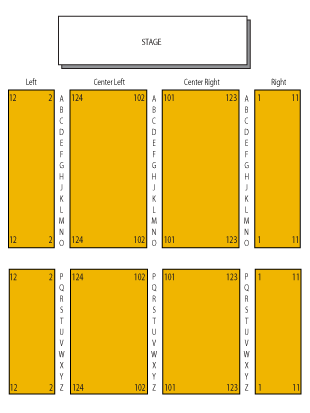 STAGE
Left Center Left Center Right Right
12 2 A 124 102 A 101 123 A 1 11
B B B
C C C
D D D
E E E
F F F
G G G
H H H
J J J
K K K
L L L
M M M
N N N
12 2 O 124 102 O 101 123 O 1 11
12 2 P 124 102 P 101 123 P 1 11
Q Q Q
R R R
S S S
T T T
U U U
V V V
W W W
X X X
Y Y Y
12 2 Z 124 102 Z 101 123 Z 1 11